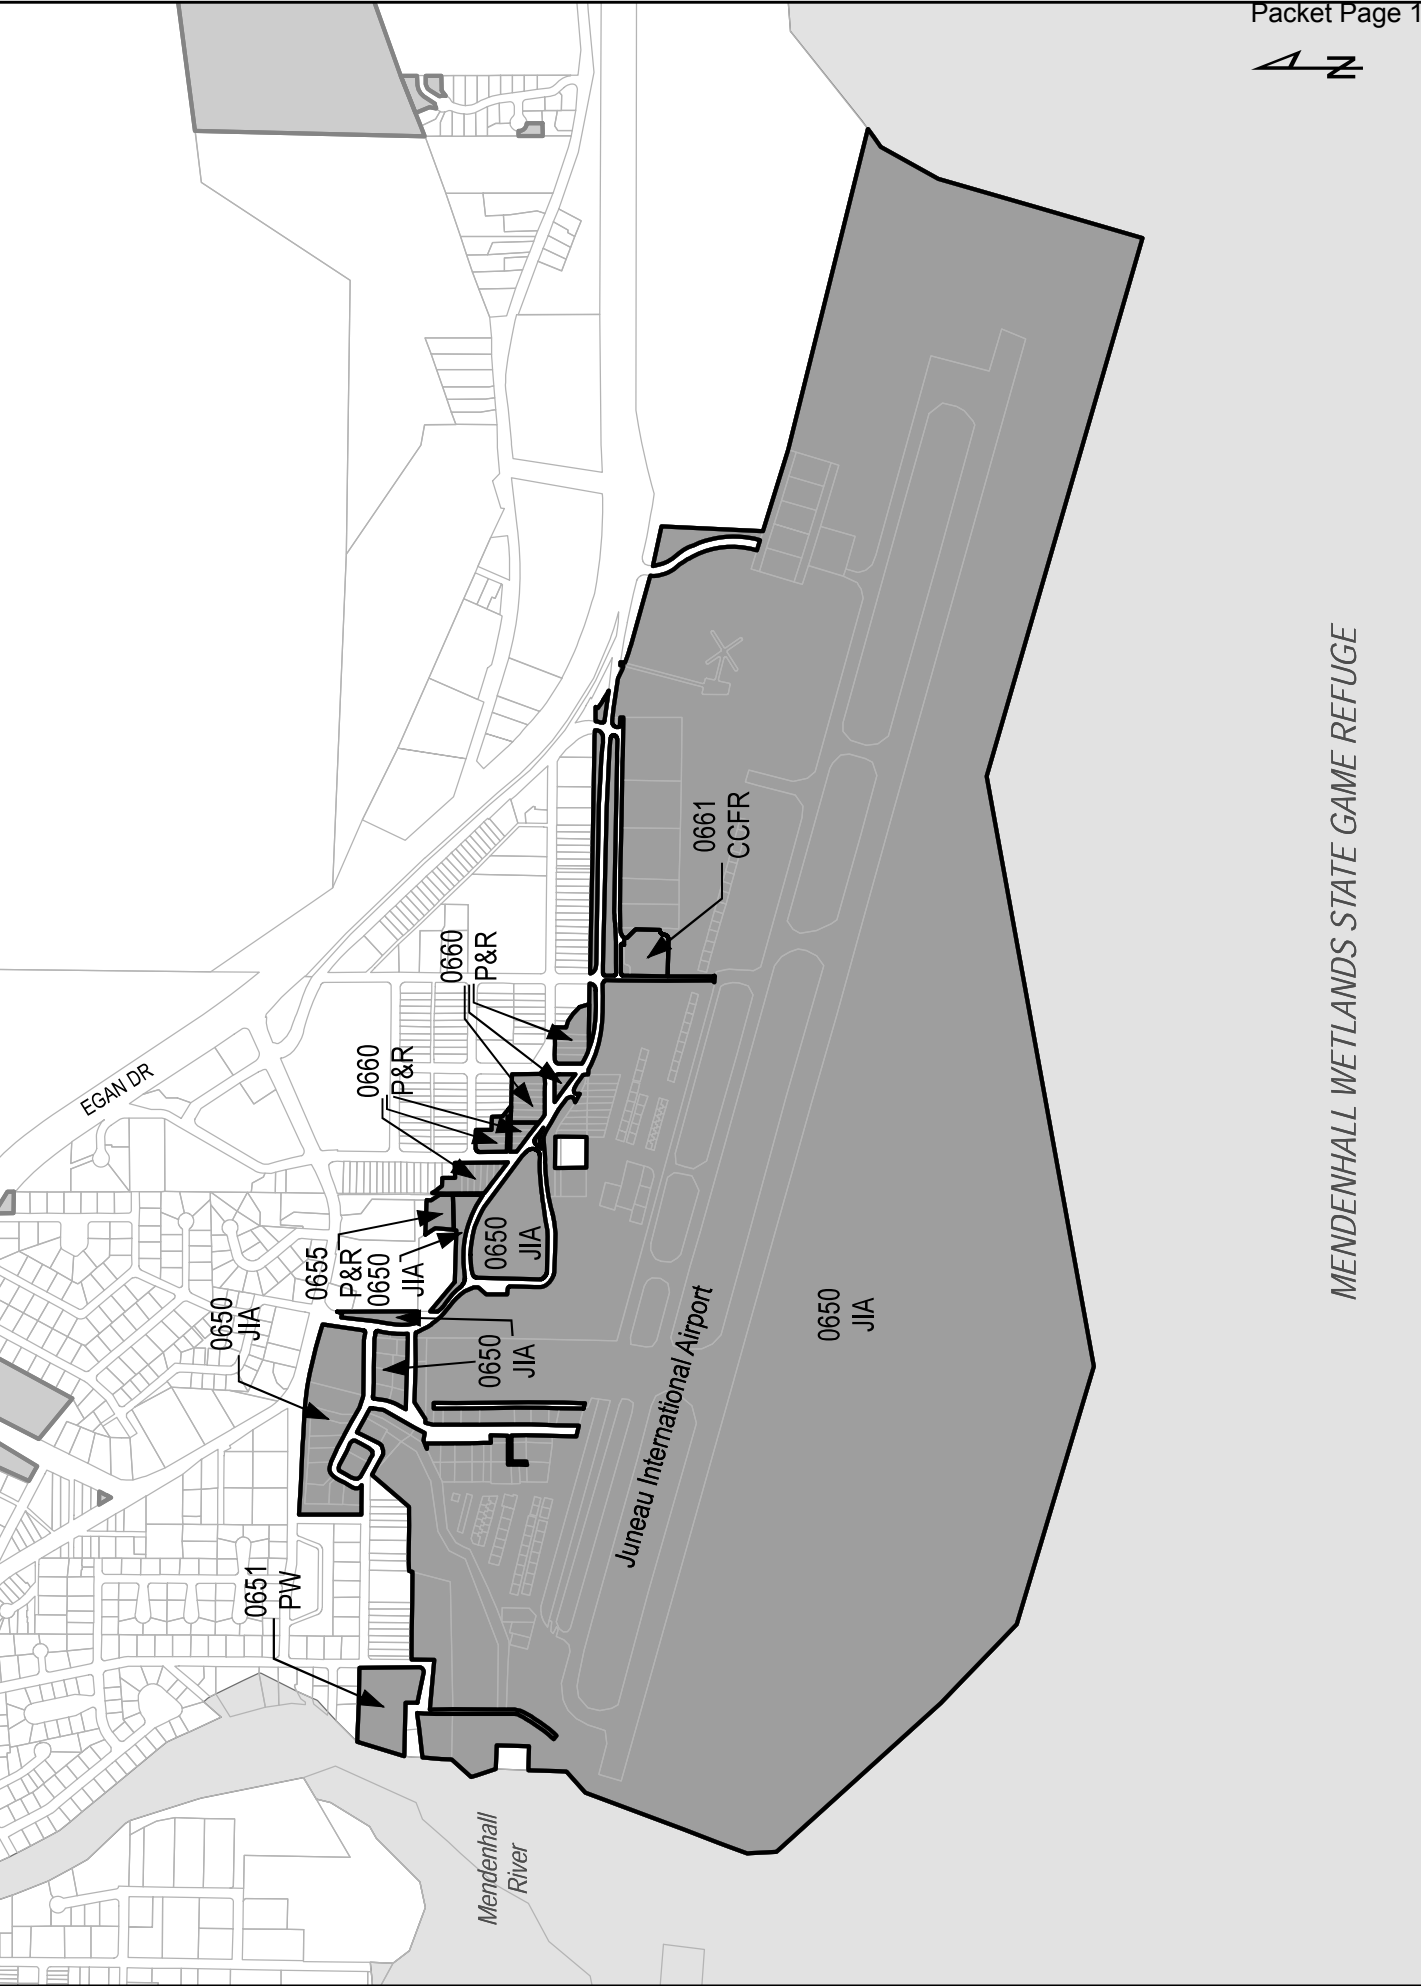 Packet Page 1
N
EGAN DR
0661
CCFR
0660
P&R
0660
P&R
0655
P&R
0650
JIA
0650
JIA
0650
JIA
0650
JIA
0650
JIA
0651
PW
Juneau International Airport
MENDENHALL WETLANDS STATE GAME REFUGE
Mendenhall
River